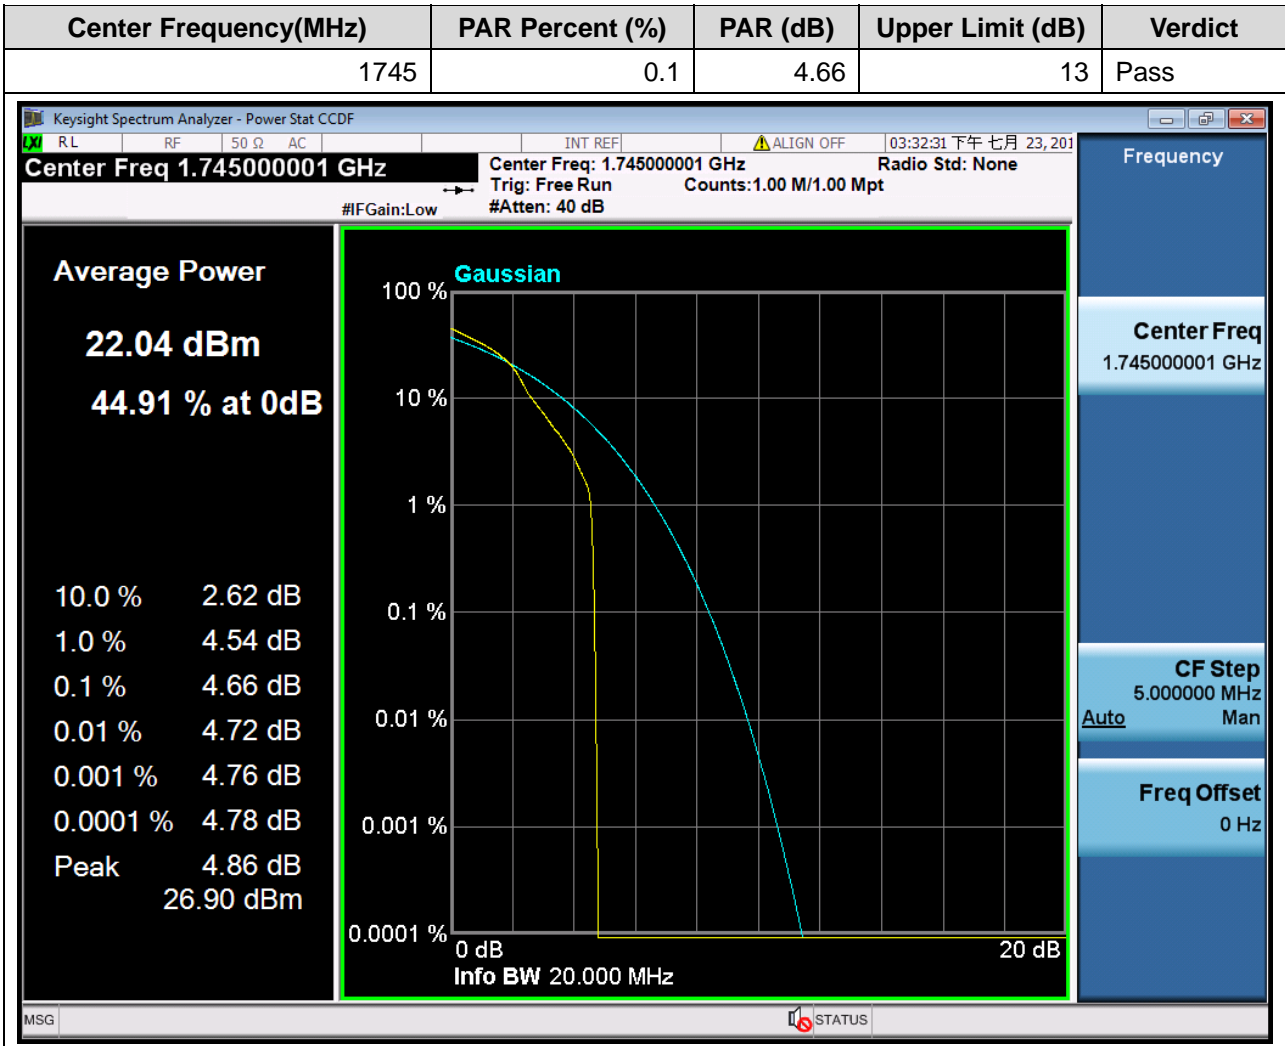 Center Frequency(MHz) PAR Percent (%) PAR (dB) Upper Limit (dB) Verdict
1745 0.1 4.66 13 Pass
Keysight Spectrum Analyzer - Power Stat CCDF
LXI RL RF 50 Ω AC INT REF ALIGN OFF 03:32:31 下午 七月 23, 201
Center Freq 1.745000001 GHz
Center Freq: 1.745000001 GHz Radio Std: None
Trig: Free Run Counts:1.00 M/1.00 Mpt
#IFGain:Low #Atten: 40 dB
Average Power
22.04 dBm
44.91 % at 0dB
10.0 % 2.62 dB
1.0 % 4.54 dB
0.1 % 4.66 dB
0.01 % 4.72 dB
0.001 % 4.76 dB
0.0001 % 4.78 dB
Peak 4.86 dB
26.90 dBm
Gaussian
100 %
10 %
1 %
0.1 %
0.01 %
0.001 %
0.0001 %
0 dB 20 dB
Info BW 20.000 MHz
Frequency
Center Freq
1.745000001 GHz
CF Step
5.000000 MHz
Auto Man
Freq Offset
0 Hz
MSG STATUS